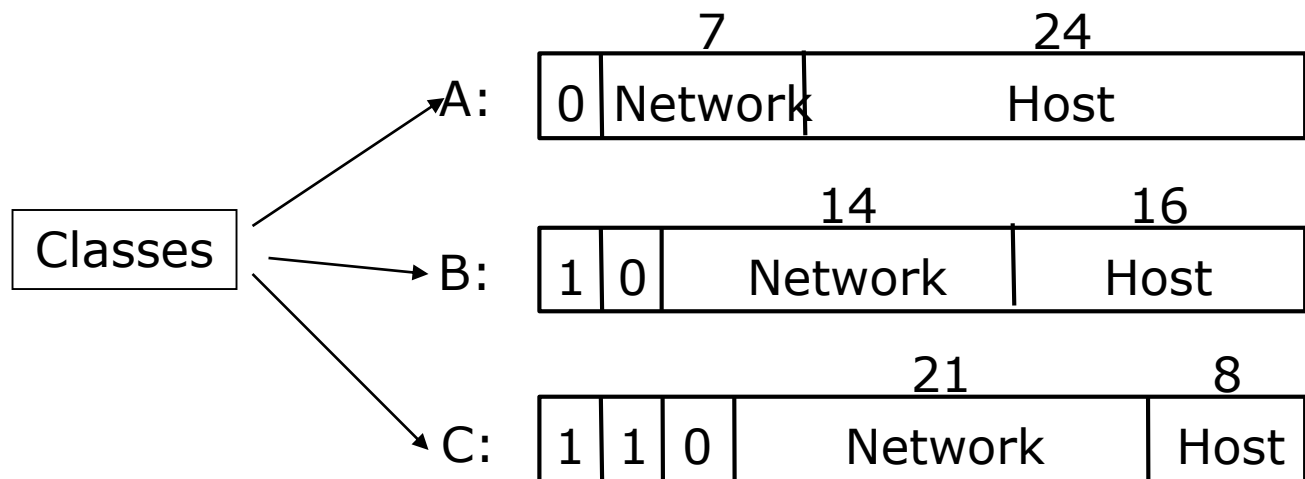 7 24
A: 0 Network Host
14 16
Classes
B: 1 0 Network Host
21 8
C: 1 1 0 Network Host